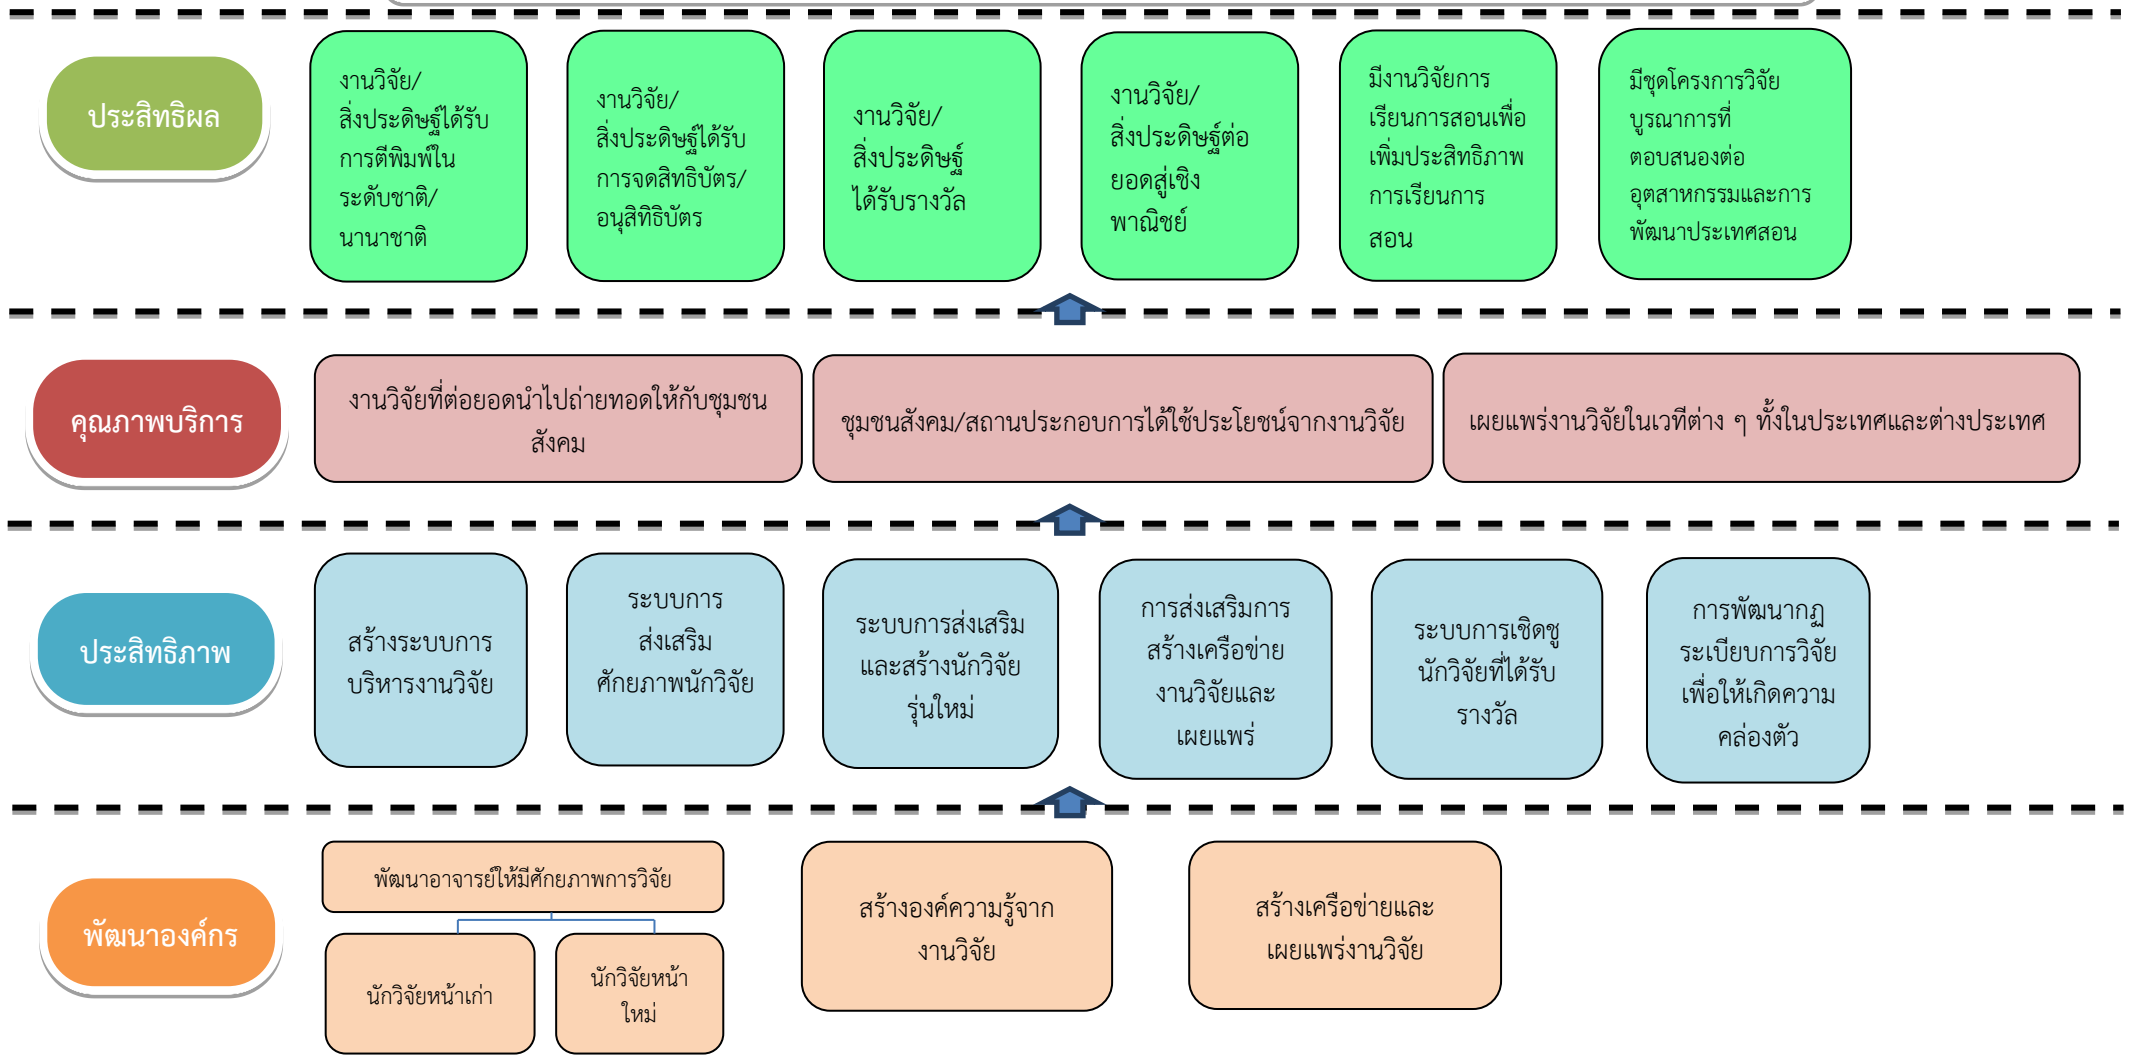 ประสิทธิผล
งานวิจัย/
สิ่งประดิษฐ์ได้รับ
การตีพิมพ์ใน
ระดับชาติ/
นานาชาติ
งานวิจัย/
สิ่งประดิษฐ์ได้รับ
การจดสิทธิบัตร/
อนุสิทิธิบัตร
งานวิจัย/
สิ่งประดิษฐ์
ได้รับรางวัล
งานวิจัย/
สิ่งประดิษฐ์ต่อ
ยอดสู่เชิง
พาณิชย์
มีงานวิจัยการ
เรียนการสอนเพื่อ
เพิ่มประสิทธิภาพ
การเรียนการ
สอน
มีชุดโครงการวิจัย
บูรณาการที่
ตอบสนองต่อ
อุตสาหกรรมและการ
พัฒนาประเทศสอน
คุณภาพบริการ
งานวิจัยที่ต่อยอดนำไปถ่ายทอดให้กับชุมชน
สังคม
ชุมชนสังคม/สถานประกอบการได้ใช้ประโยชน์จากงานวิจัย
เผยแพร่งานวิจัยในเวทีต่าง ๆ ทั้งในประเทศและต่างประเทศ
ประสิทธิภาพ
สร้างระบบการ
บริหารงานวิจัย
ระบบการ
ส่งเสริม
ศักยภาพนักวิจัย
ระบบการส่งเสริม
และสร้างนักวิจัย
รุ่นใหม่
การส่งเสริมการ
สร้างเครือข่าย
งานวิจัยและ
เผยแพร่
ระบบการเชิดชู
นักวิจัยที่ได้รับ
รางวัล
การพัฒนากฏ
ระเบียบการวิจัย
เพื่อให้เกิดความ
คล่องตัว
พัฒนาองค์กร
พัฒนาอาจารย์ให้มีศักยภาพการวิจัย
นักวิจัยหน้าเก่า
นักวิจัยหน้า
ใหม่
สร้างองค์ความรู้จาก
งานวิจัย
สร้างเครือข่ายและ
เผยแพร่งานวิจัย